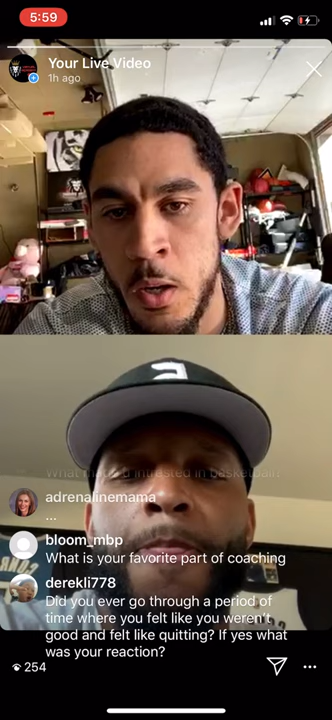 5:59
Your Live Video
1h ago
in basketball
adrenalinemama
...
bloom_mbp
What is your favorite part of coaching
derekli778
Did you ever go through a period of
time where you felt like you weren't
good and felt like quitting? If yes what
was your reaction?
254